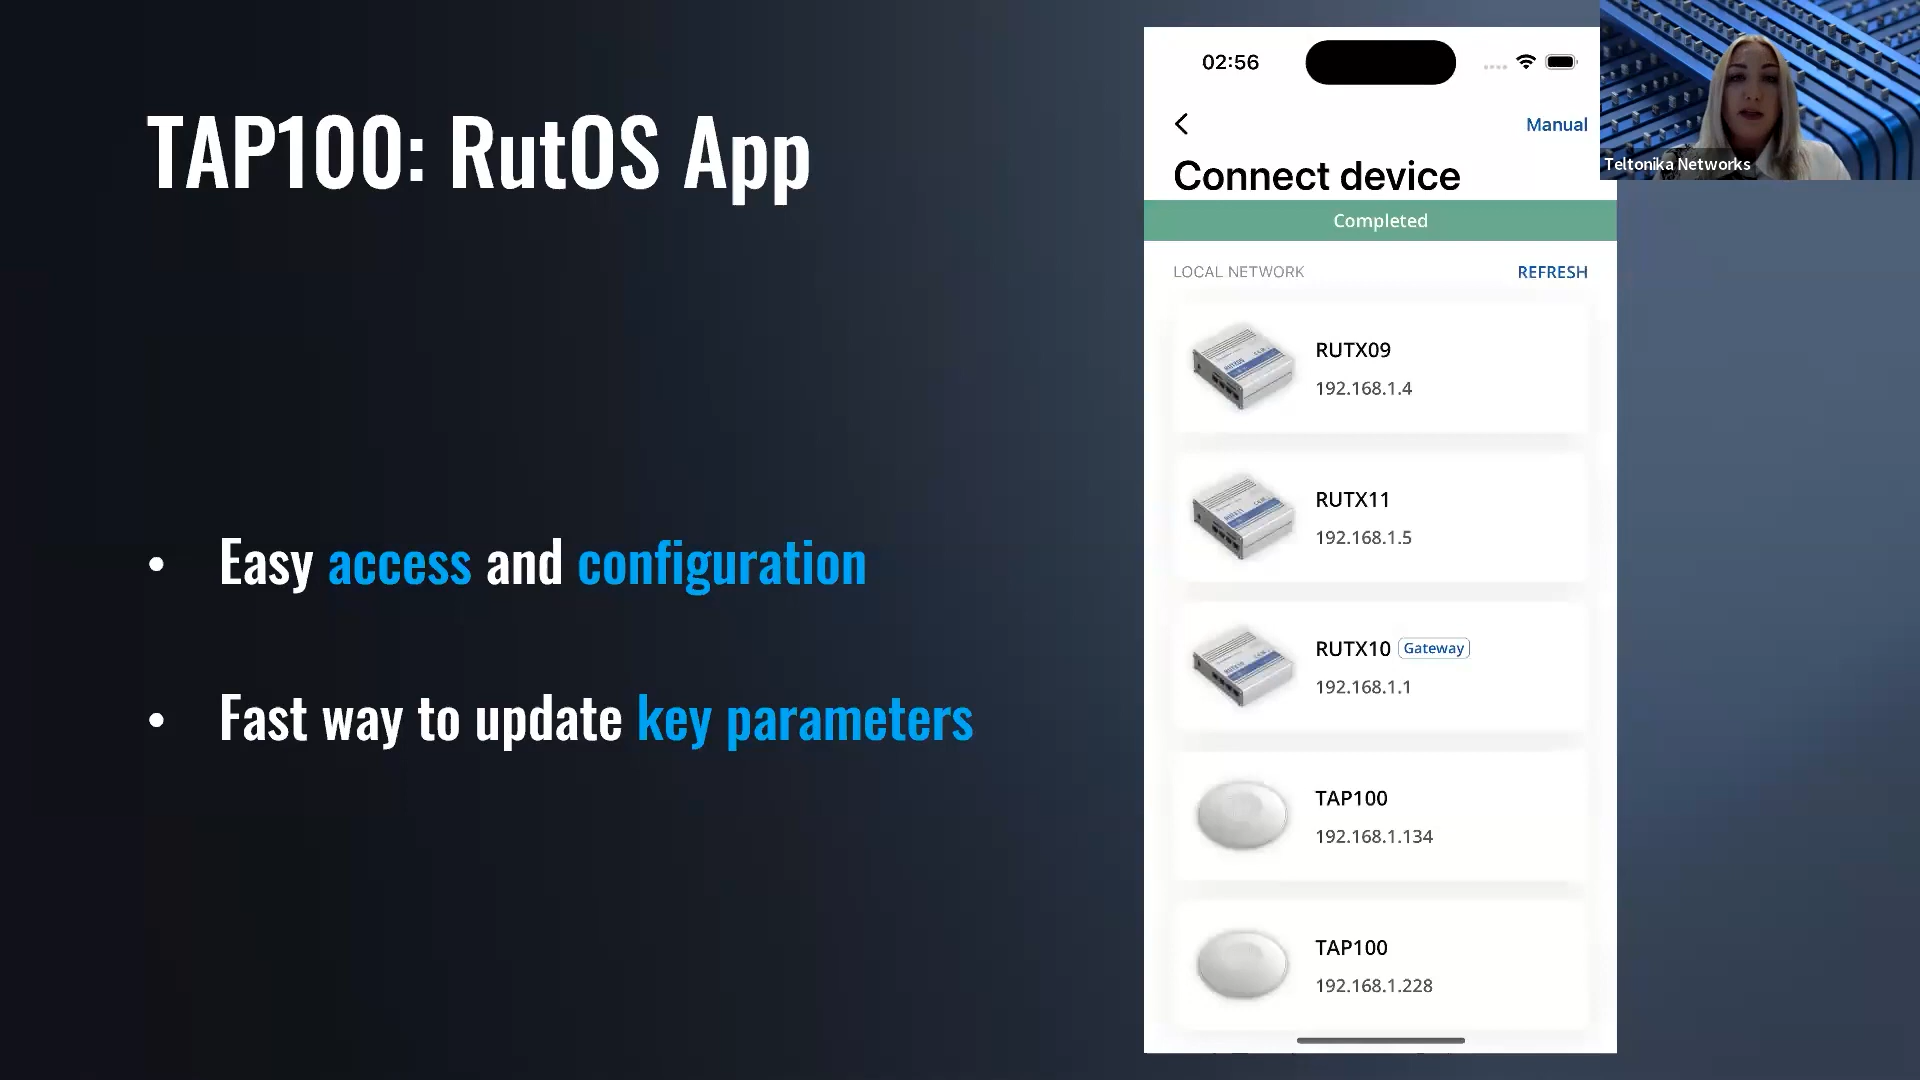 TAP100: RutOS App
• Easy access and configuration
• Fast way to update key parameters
02:56
Manual
Connect device
Completed
LOCAL NETWORK
REFRESH
RUTX09
192.168.1.4
RUTX11
192.168.1.5
RUTX10 Gateway
192.168.1.1
TAP100
192.168.1.134
TAP100
192.168.1.228
Teltonika Networks